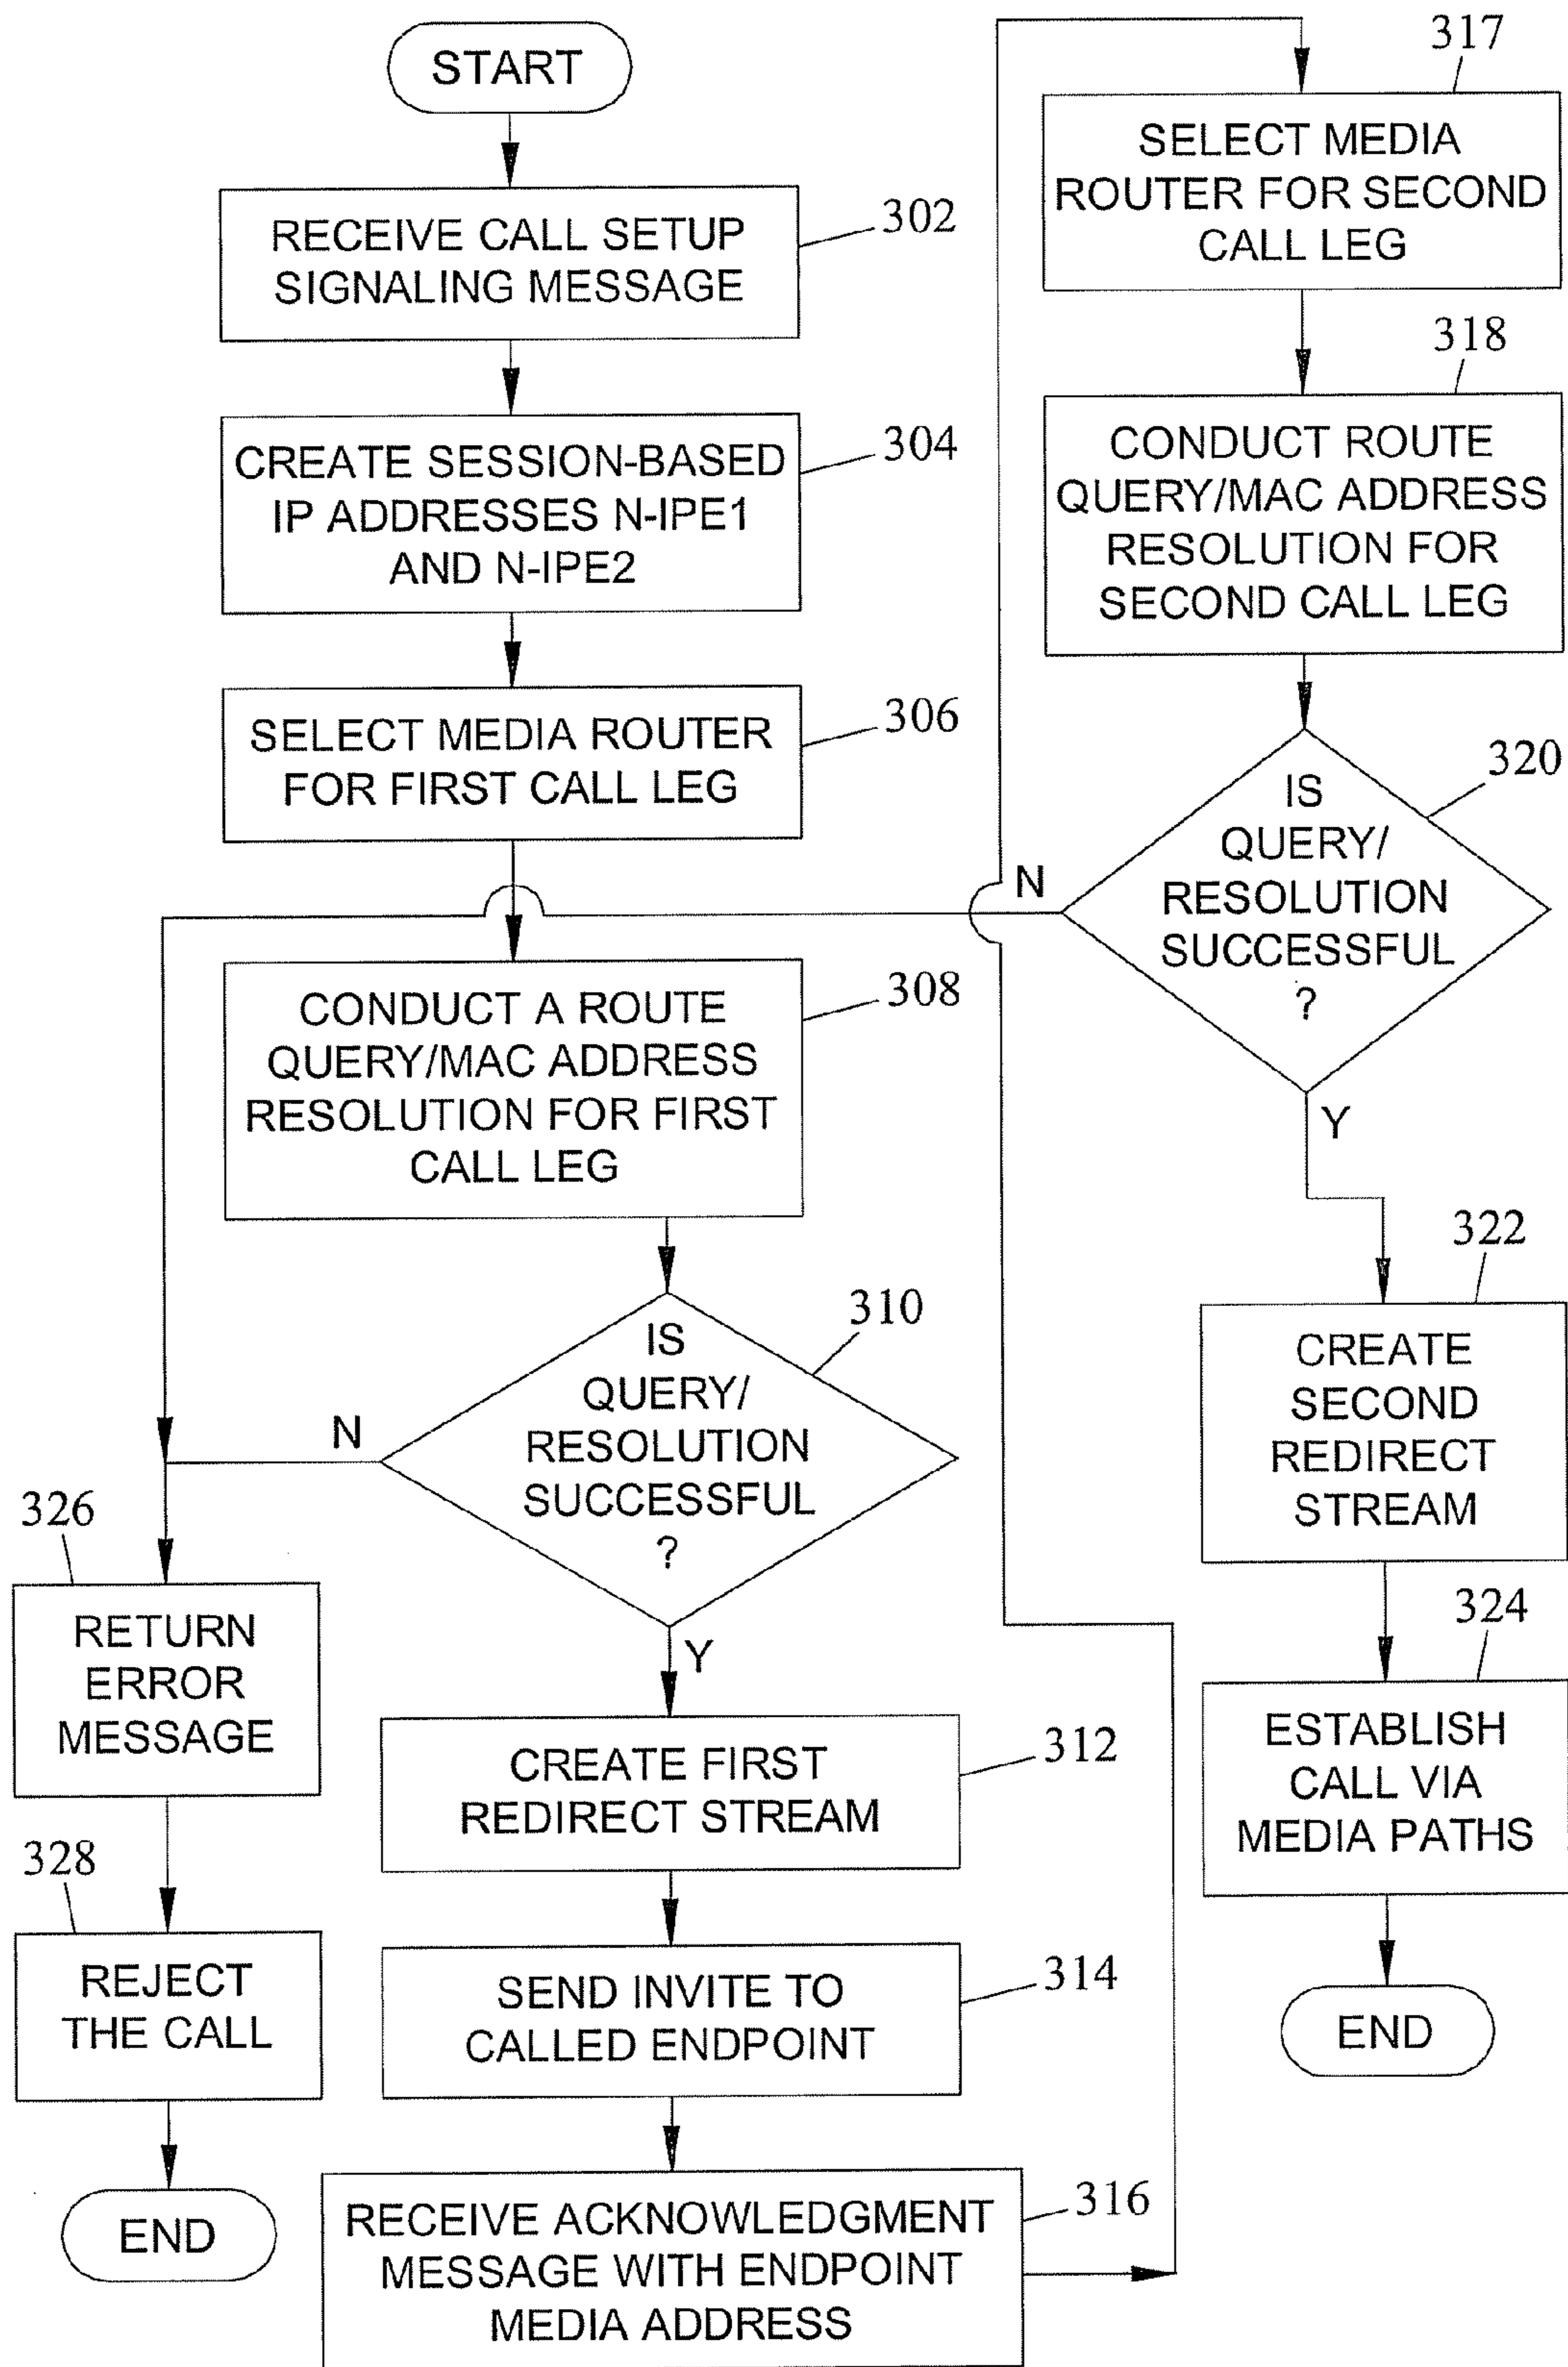 START
RECEIVE CALL SETUP
SIGNALING MESSAGE
302
CREATE SESSION-BASED
IP ADDRESSES N-IPE1
AND N-IPE2
304
SELECT MEDIA ROUTER
FOR FIRST CALL LEG
306
CONDUCT A ROUTE
QUERY/MAC ADDRESS
RESOLUTION FOR FIRST
CALL LEG
308
IS
QUERY/
RESOLUTION
SUCCESSFUL
?
310
N
Y
326
RETURN
ERROR
MESSAGE
328
REJECT
THE CALL
END
CREATE FIRST
REDIRECT STREAM
312
SEND INVITE TO
CALLED ENDPOINT
314
RECEIVE ACKNOWLEDGMENT
MESSAGE WITH ENDPOINT
MEDIA ADDRESS
316
317
SELECT MEDIA
ROUTER FOR SECOND
CALL LEG
318
CONDUCT ROUTE
QUERY/MAC ADDRESS
RESOLUTION FOR
SECOND CALL LEG
320
IS
QUERY/
RESOLUTION
SUCCESSFUL
?
N
Y
322
CREATE
SECOND
REDIRECT
STREAM
324
ESTABLISH
CALL VIA
MEDIA PATHS
END